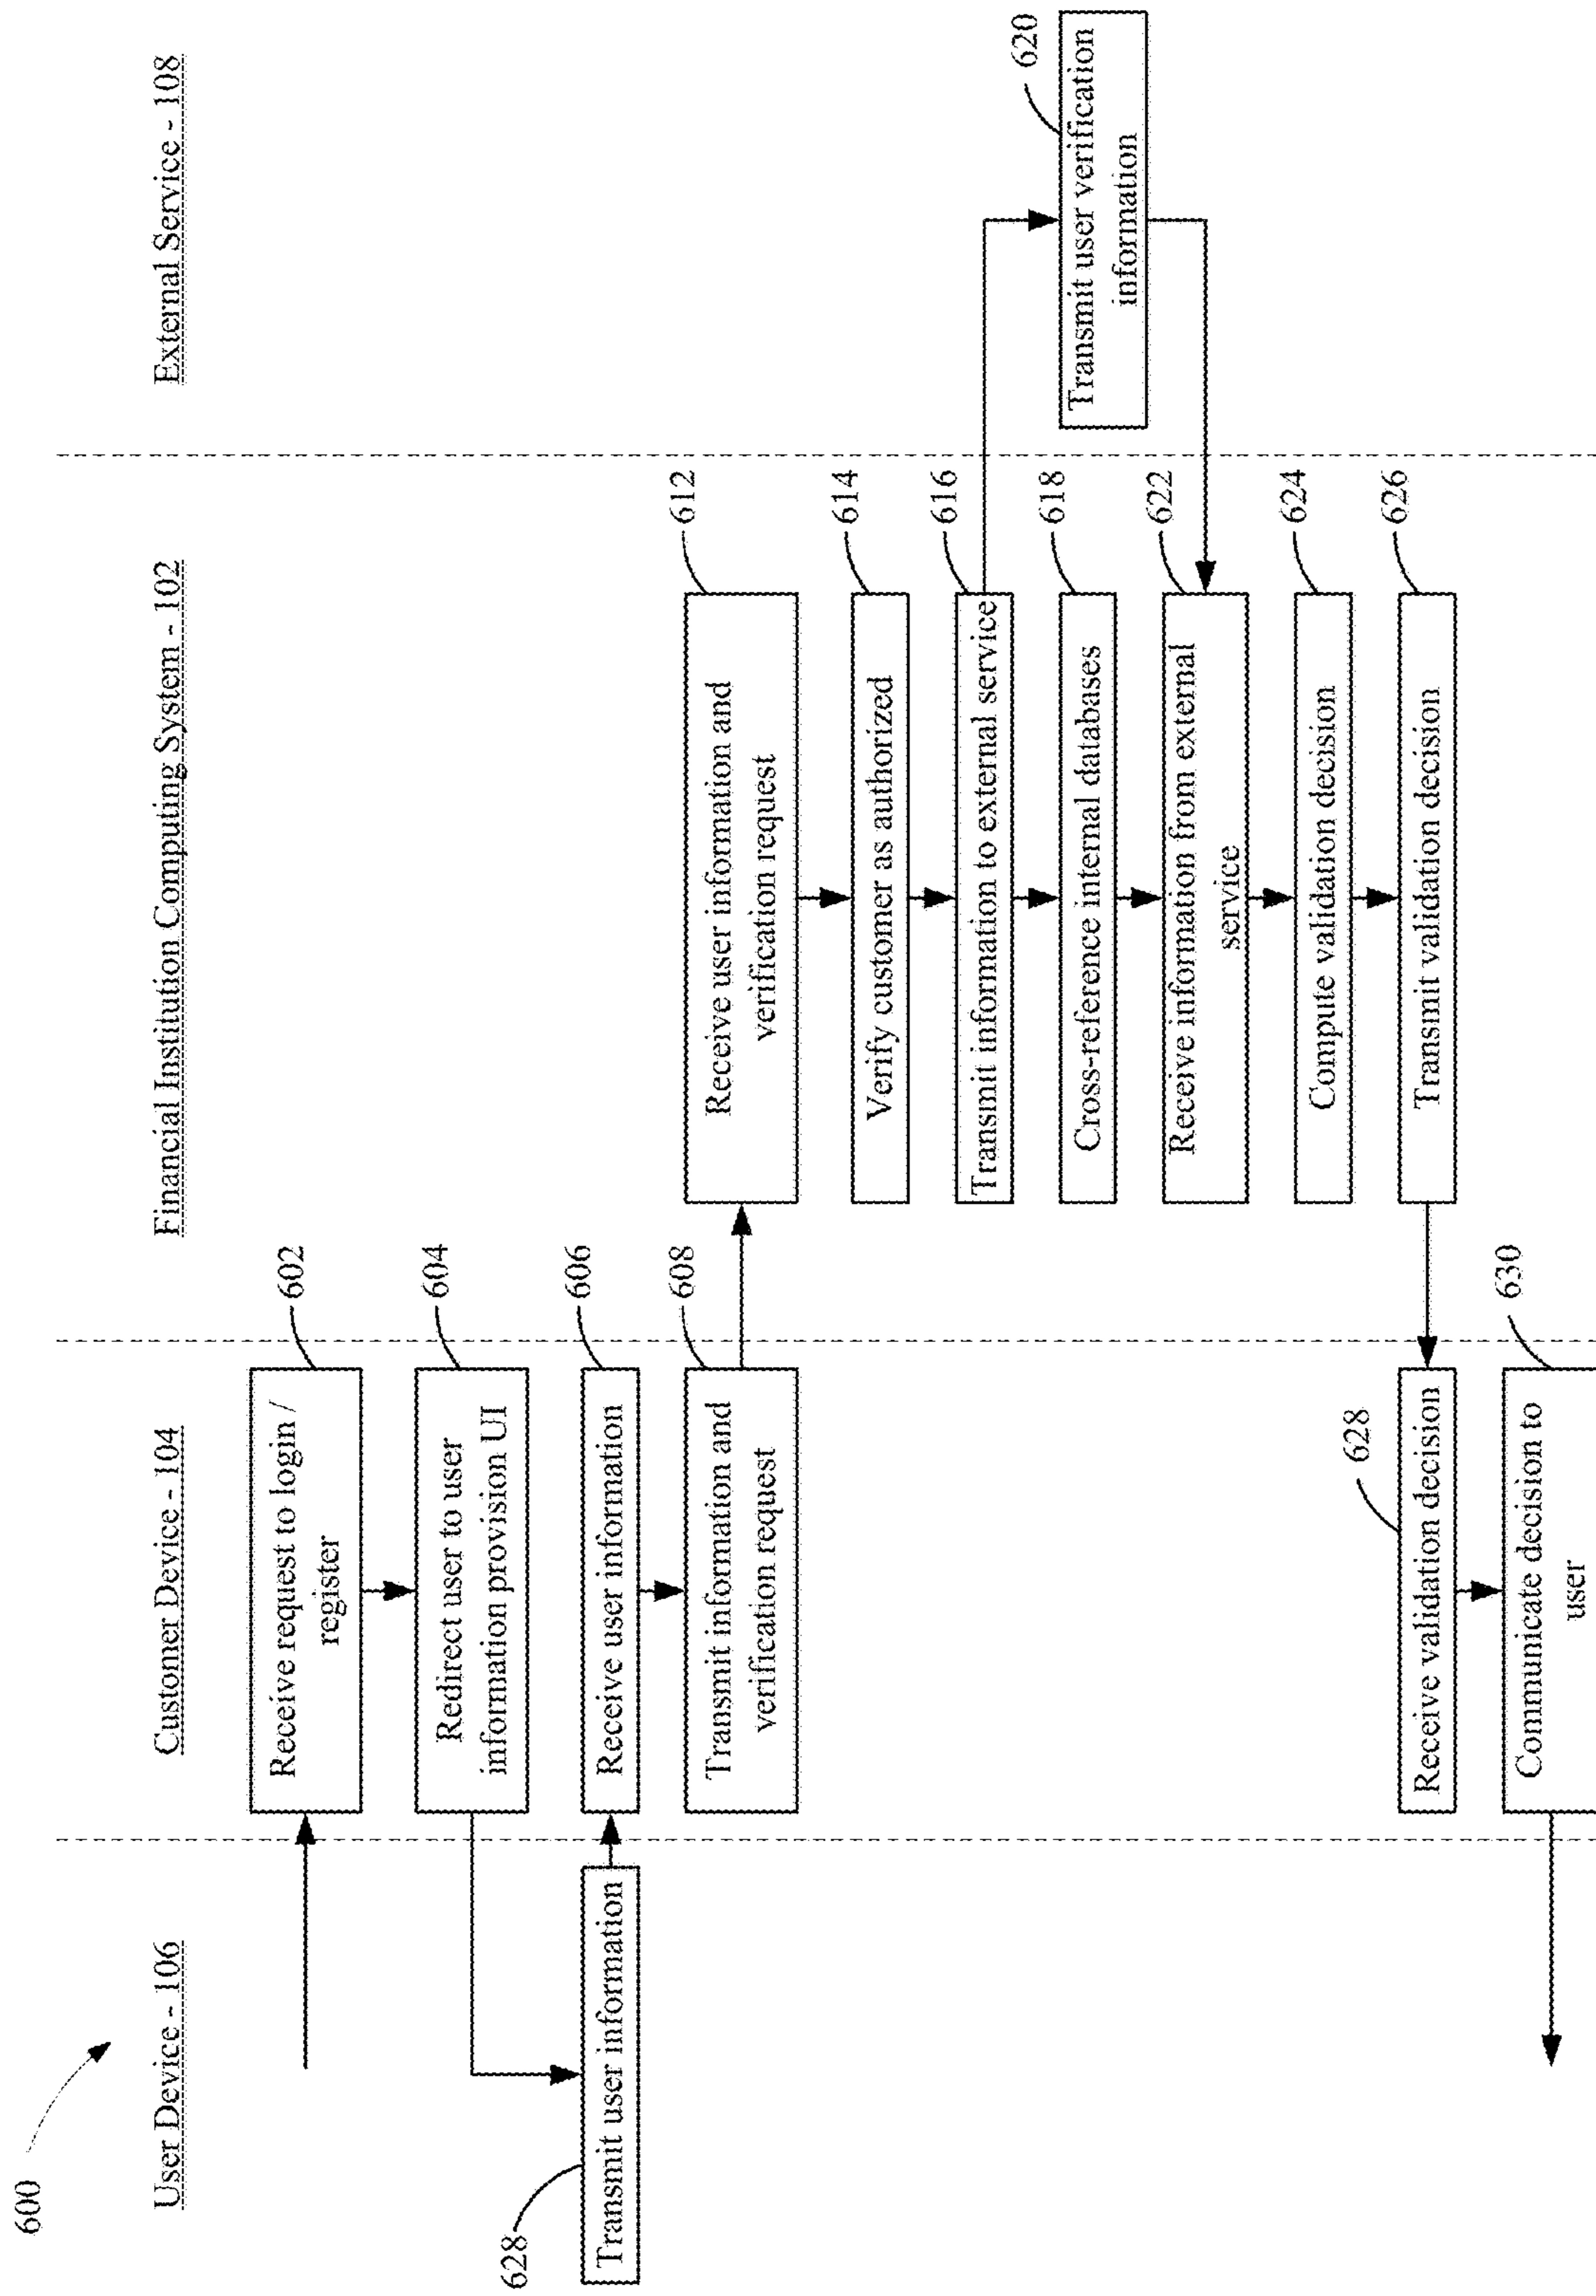 600
User Device - 106
Customer Device - 104
Financial Institution Computing System - 102
External Service - 108
Receive request to login /
register
602
Redirect user to user
information provision UI
604
628
Transmit user information
Receive user information
606
Transmit information and
verification request
608
Receive user information and
verification request
612
Verify customer as authorized
614
Transmit information to external service
616
Cross-reference internal databases
618
Transmit user verification
information
620
Receive information from external
service
622
Compute validation decision
624
Transmit validation decision
626
Receive validation decision
628
Communicate decision to
user
630